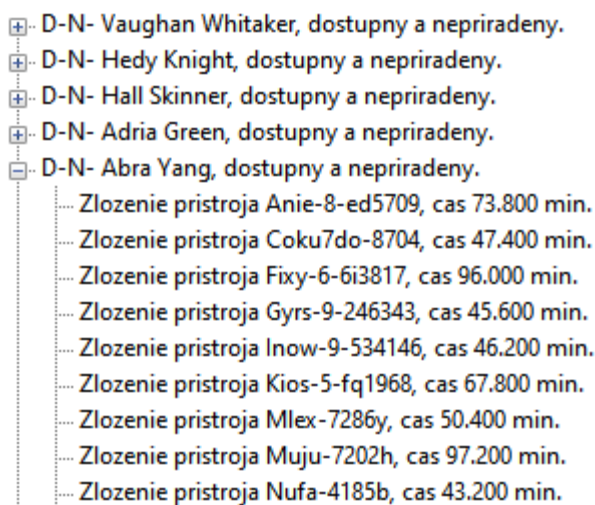 D-N- Vaughan Whitaker, dostupny a nepriradeny.
D-N- Hedy Knight, dostupny a nepriradeny.
D-N- Hall Skinner, dostupny a nepriradeny.
D-N- Adria Green, dostupny a nepriradeny.
D-N- Abra Yang, dostupny a nepriradeny.
Zlozenie pristroja Anie-8-ed5709, cas 73.800 min.
Zlozenie pristroja Coku7do-8704, cas 47.400 min.
Zlozenie pristroja Fixy-6-6i3817, cas 96.000 min.
Zlozenie pristroja Gyrs-9-246343, cas 45.600 min.
Zlozenie pristroja Inow-9-534146, cas 46.200 min.
Zlozenie pristroja Kios-5-fq1968, cas 67.800 min.
Zlozenie pristroja Mlex-7286y, cas 50.400 min.
Zlozenie pristroja Muju-7202h, cas 97.200 min.
Zlozenie pristroja Nufa-4185b, cas 43.200 min.